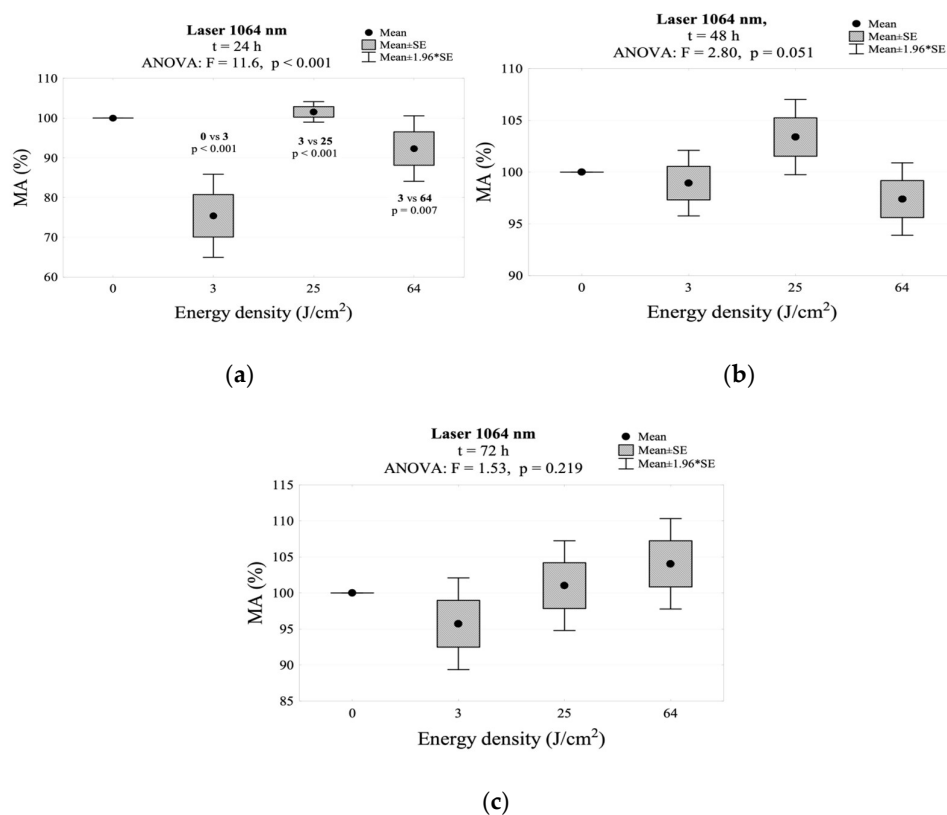 Laser 1064 nm
t = 24 h
ANOVA: F = 11.6, p < 0.001
Mean
Mean±SE
Mean±1.96*SE
MA (%)
110
100
90
80
70
60
0 vs 3
p < 0.001
3 vs 25
p < 0.001
3 vs 64
p = 0.007
0 3 25 64
Energy density (J/cm²)
(a)
Laser 1064 nm,
t = 48 h
ANOVA: F = 2.80, p = 0.051
Mean
Mean±SE
Mean±1.96*SE
MA (%)
110
105
100
95
90
0 3 25 64
Energy density (J/cm²)
(b)
Laser 1064 nm
t = 72 h
ANOVA: F = 1.53, p = 0.219
Mean
Mean±SE
Mean±1.96*SE
MA (%)
115
110
105
100
95
90
85
0 3 25 64
Energy density (J/cm²)
(c)